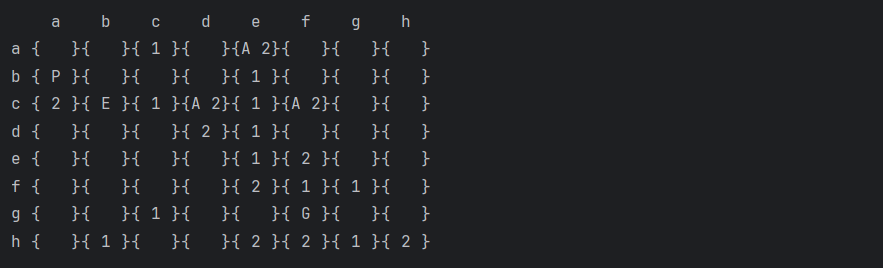 a    b    c    d    e    f    g    h
a {   }{   }{ 1 }{   }{A 2}{   }{   }{   }
b { P }{   }{   }{   }{ 1 }{   }{   }{   }
c { 2 }{ E }{ 1 }{A 2}{ 1 }{A 2}{   }{   }
d {   }{   }{   }{ 2 }{ 1 }{   }{   }{   }
e {   }{   }{   }{   }{ 1 }{ 2 }{   }{   }
f {   }{   }{   }{   }{ 2 }{ 1 }{ 1 }{   }
g {   }{   }{ 1 }{   }{   }{ G }{   }{   }
h {   }{ 1 }{   }{   }{ 2 }{ 2 }{ 1 }{ 2 }